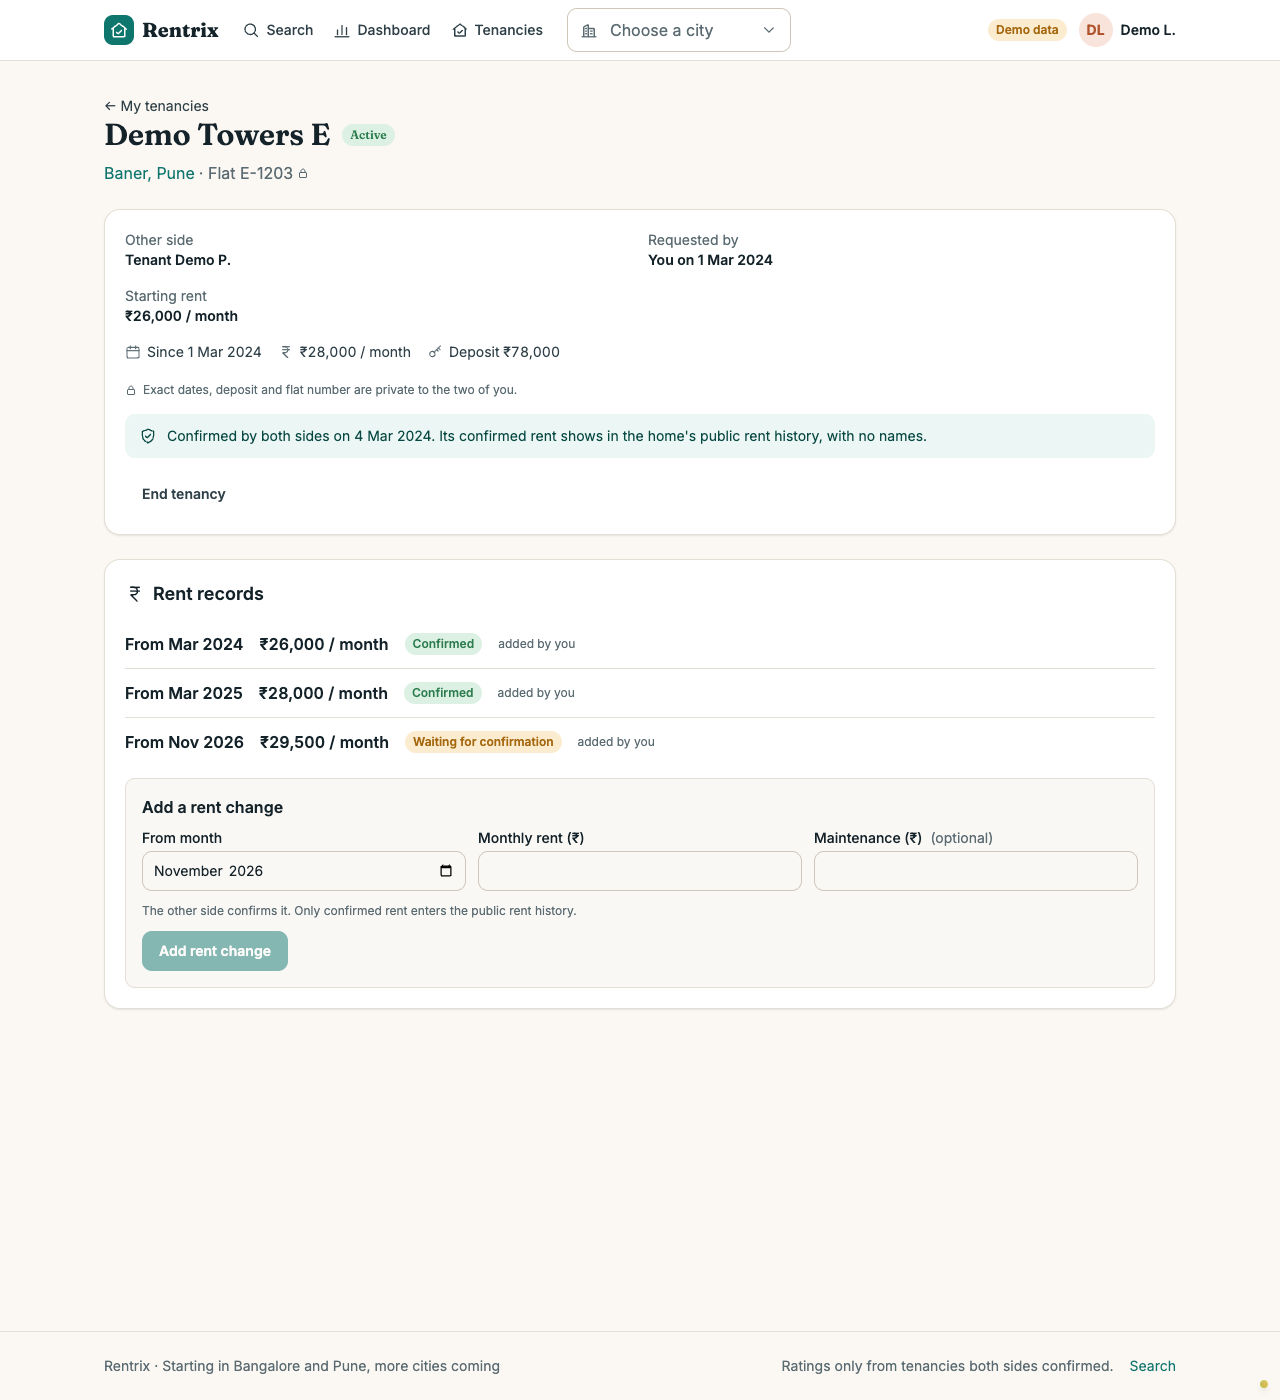 Rentrix Search Dashboard Tenancies Choose a city Demo data DL Demo L.
← My tenancies
Demo Towers E Active
Baner, Pune · Flat E-1203
Other side Requested by
Tenant Demo P. You on 1 Mar 2024
Starting rent
₹26,000 / month
Since 1 Mar 2024 ₹ ₹28,000 / month Deposit ₹78,000
Exact dates, deposit and flat number are private to the two of you.
Confirmed by both sides on 4 Mar 2024. Its confirmed rent shows in the home's public rent history, with no names.
End tenancy
₹ Rent records
From Mar 2024 ₹26,000 / month Confirmed added by you
From Mar 2025 ₹28,000 / month Confirmed added by you
From Nov 2026 ₹29,500 / month Waiting for confirmation added by you
Add a rent change
From month Monthly rent (₹) Maintenance (₹) (optional)
November 2026
The other side confirms it. Only confirmed rent enters the public rent history.
Add rent change
Rentrix · Starting in Bangalore and Pune, more cities coming Ratings only from tenancies both sides confirmed. Search